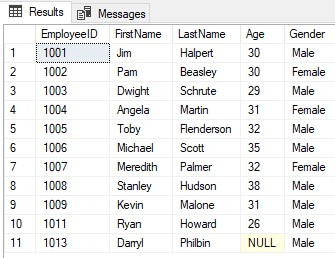 Results Messages
EmployeeID FirstName LastName Age Gender
1 1001 Jim Halpert 30 Male
2 1002 Pam Beasley 30 Female
3 1003 Dwight Schrute 29 Male
4 1004 Angela Martin 31 Female
5 1005 Toby Flenderson 32 Male
6 1006 Michael Scott 35 Male
7 1007 Meredith Palmer 32 Female
8 1008 Stanley Hudson 38 Male
9 1009 Kevin Malone 31 Male
10 1011 Ryan Howard 26 Male
11 1013 Darryl Philbin NULL Male